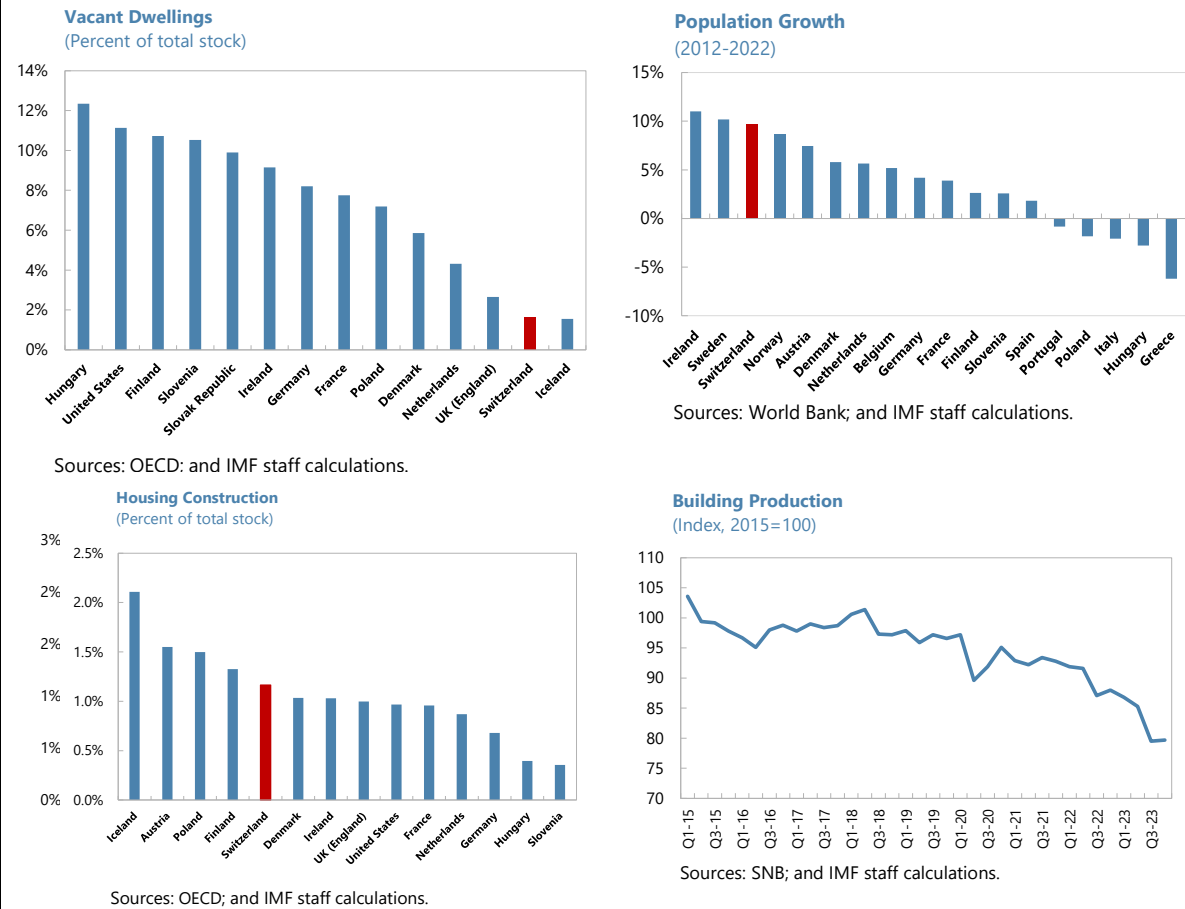 Vacant Dwellings
(Percent of total stock)
14%
12%
10%
8%
6%
4%
2%
0%
Hungary
United States
Finland
Slovenia
Slovak Republic
Ireland
Germany
France
Poland
Denmark
Netherlands
UK (England)
Switzerland
Iceland
Sources: OECD: and IMF staff calculations.
Population Growth
(2012-2022)
15%
10%
5%
0%
-5%
-10%
Ireland
Sweden
Switzerland
Norway
Austria
Denmark
Netherlands
Belgium
Germany
France
Finland
Slovenia
Spain
Portugal
Poland
Italy
Hungary
Greece
Sources: World Bank; and IMF staff calculations.
Housing Construction
(Percent of total stock)
3%
2%
2%
1%
1%
0%
2.5%
2.0%
1.5%
1.0%
0.5%
0.0%
Iceland
Austria
Poland
Finland
Switzerland
Denmark
Ireland
UK (England)
United States
France
Netherlands
Germany
Hungary
Slovenia
Sources: OECD; and IMF staff calculations.
Building Production
(Index, 2015=100)
110
105
100
95
90
85
80
75
70
Q1-15
Q3-15
Q1-16
Q3-16
Q1-17
Q3-17
Q1-18
Q3-18
Q1-19
Q3-19
Q1-20
Q3-20
Q1-21
Q3-21
Q1-22
Q3-22
Q1-23
Q3-23
Sources: SNB; and IMF staff calculations.